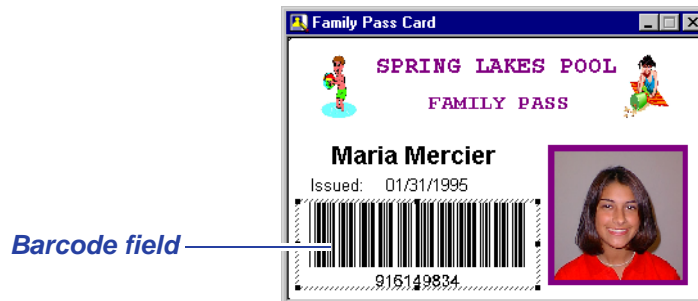 Family Pass Card
SPRING LAKES POOL
FAMILY PASS
Maria Mercier
Issued: 01/31/1995
Barcode field
916149834